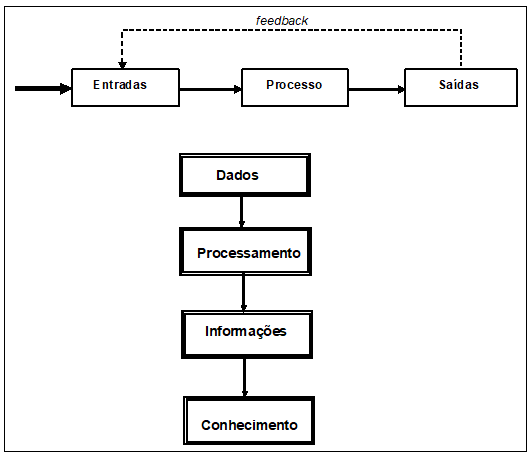 feedback
Entradas
Processo
Saídas
Dados
Processamento
Informações
Conhecimento